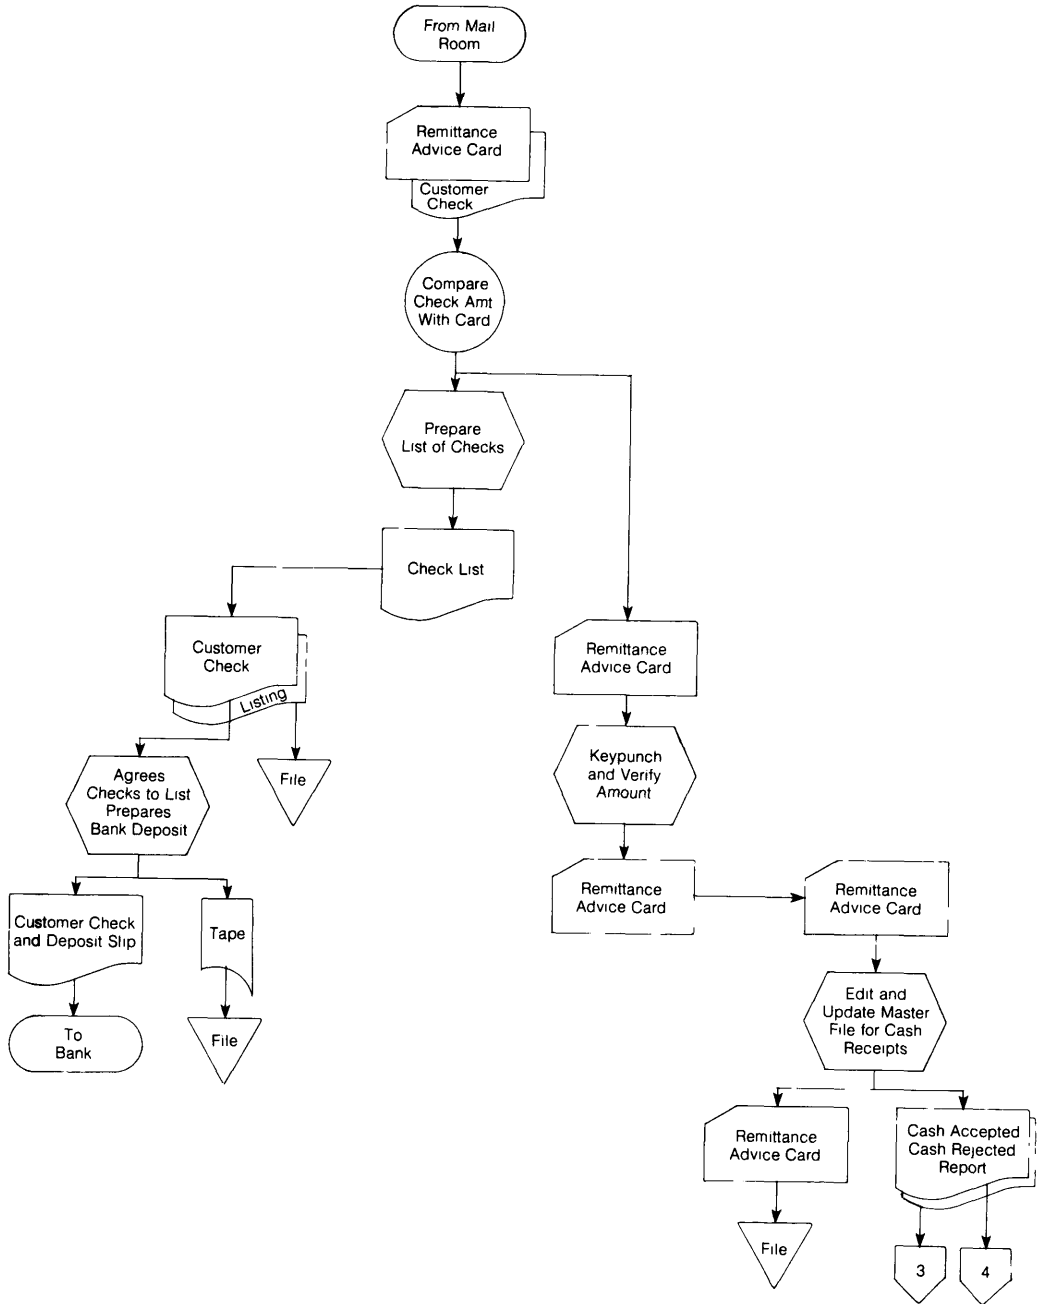 From Mail
Room
Remittance
Advice Card
Customer
Check
Compare
Check Amt
With Card
Prepare
List of Checks
Check List
Customer
Check
Listing
Remittance
Advice Card
Agrees
Checks to List
Prepares
Bank Deposit
File
Keypunch
and Verify
Amount
Customer Check
and Deposit Slip
Tape
Remittance
Advice Card
Remittance
Advice Card
To
Bank
File
Edit and
Update Master
File for Cash
Receipts
Remittance
Advice Card
Cash Accepted
Cash Rejected
Report
File
3
4